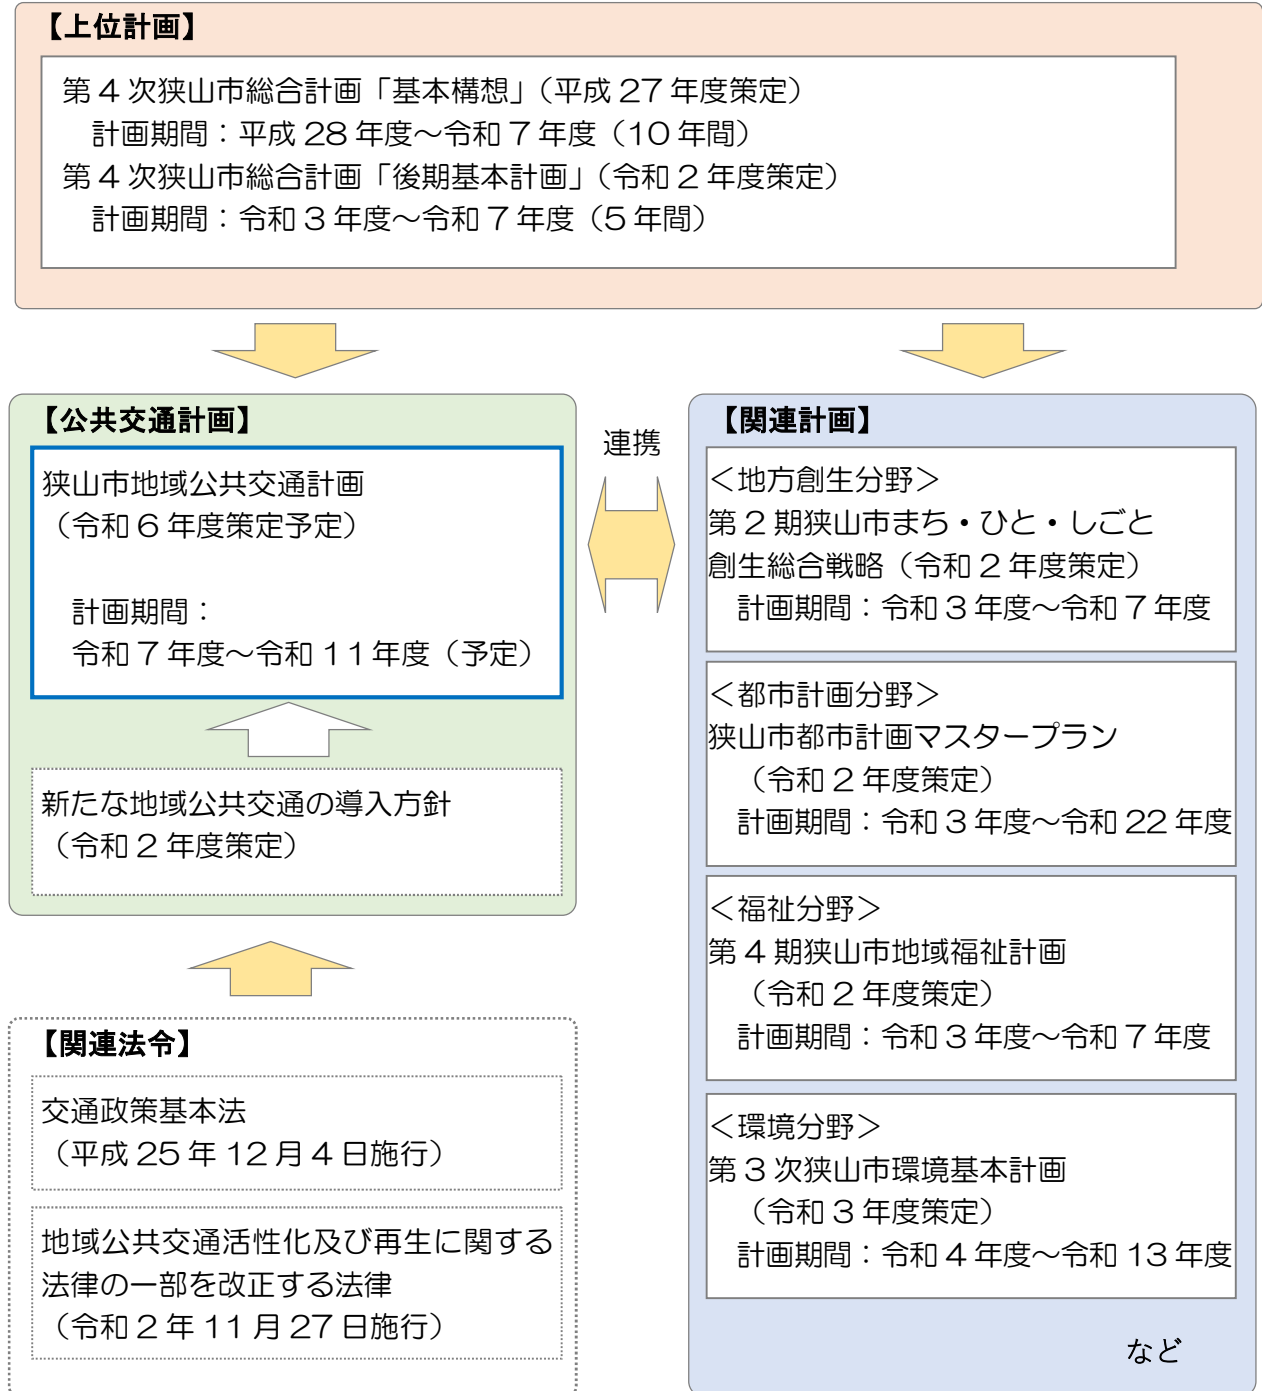 【上位計画】
第4次狭山市総合計画「基本構想」（平成27年度策定）
計画期間：平成28年度～令和7年度（10年間）
第4次狭山市総合計画「後期基本計画」（令和2年度策定）
計画期間：令和3年度～令和7年度（5年間）
【公共交通計画】
狭山市地域公共交通計画
（令和6年度策定予定）
計画期間：
令和7年度～令和11年度（予定）
新たな地域公共交通の導入方針
（令和2年度策定）
連携
【関連計画】
＜地方創生分野＞
第2期狭山市まち・ひと・しごと
創生総合戦略（令和2年度策定）
計画期間：令和3年度～令和7年度
＜都市計画分野＞
狭山市都市計画マスタープラン
（令和2年度策定）
計画期間：令和3年度～令和22年度
＜福祉分野＞
第4期狭山市地域福祉計画
（令和2年度策定）
計画期間：令和3年度～令和7年度
＜環境分野＞
第3次狭山市環境基本計画
（令和3年度策定）
計画期間：令和4年度～令和13年度
など
【関連法令】
交通政策基本法
（平成25年12月4日施行）
地域公共交通活性化及び再生に関する
法律の一部を改正する法律
（令和2年11月27日施行）